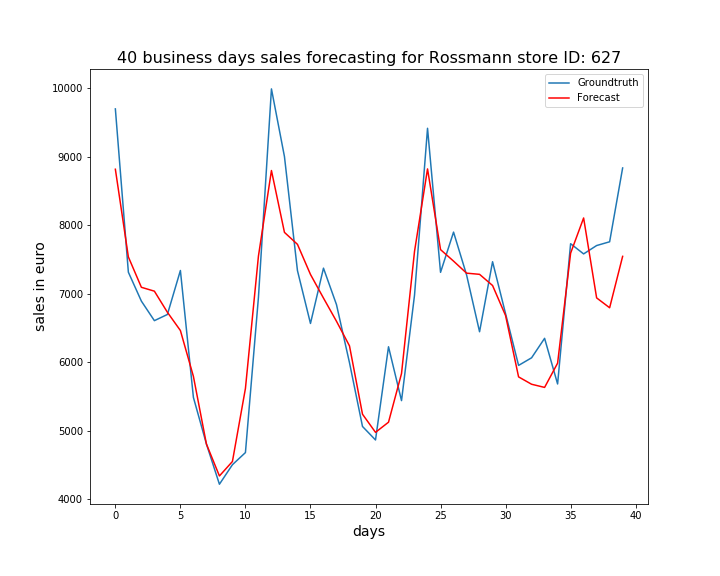 40 business days sales forecasting for Rossmann store ID: 627
Groundtruth
Forecast
sales in euro
10000
9000
8000
7000
6000
5000
4000
0 5 10 15 20 25 30 35 40
days